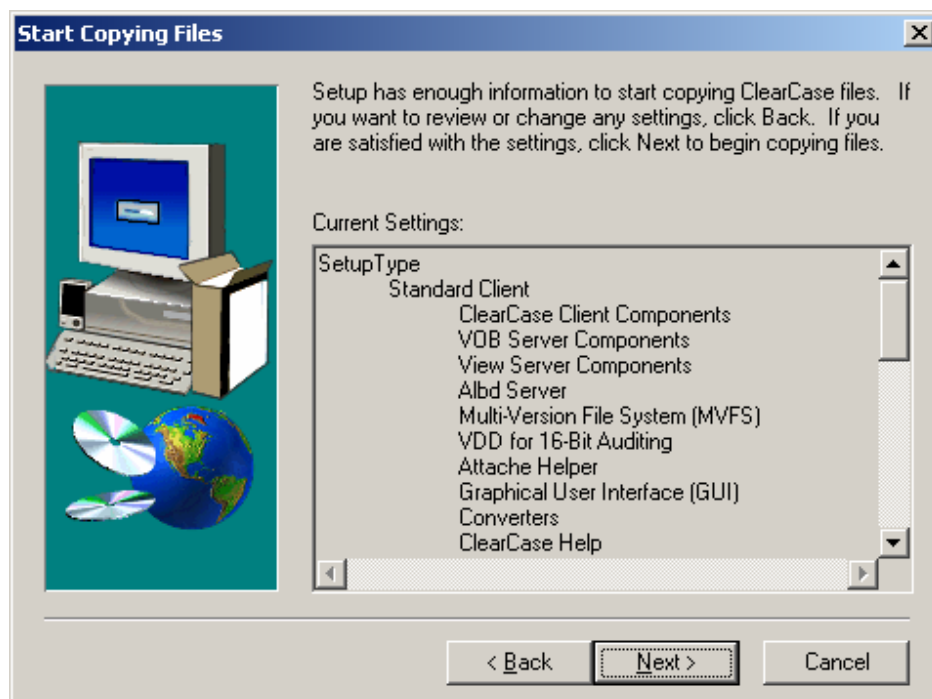 Start Copying Files
Setup has enough information to start copying ClearCase files. If
you want to review or change any settings, click Back. If you
are satisfied with the settings, click Next to begin copying files.
Current Settings:
SetupType
Standard Client
ClearCase Client Components
VOB Server Components
View Server Components
Albd Server
Multi-Version File System (MVFS)
VDD for 16-Bit Auditing
Attache Helper
Graphical User Interface (GUI)
Converters
ClearCase Help
< Back Next > Cancel